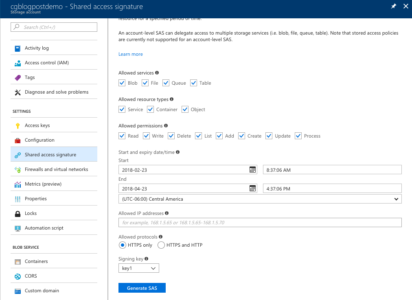 cgblogpostdemo - Shared access signature
Storage account
Search (Ctrl+/)
Activity log
Access control (IAM)
Tags
Diagnose and solve problems
SETTINGS
Access keys
Configuration
Shared access signature
Firewalls and virtual networks
Metrics (preview)
Properties
Locks
Automation script
BLOB SERVICE
Containers
CORS
Custom domain
resource for a specified period of time.
An account-level SAS can delegate access to multiple storage services (i.e. blob, file, queue, table). Note that stored access policies
are currently not supported for an account-level SAS.
Learn more
Allowed services
Blob File Queue Table
Allowed resource types
Service Container Object
Allowed permissions
Read Write Delete List Add Create Update Process
Start and expiry date/time
Start
2018-02-23 8:37:06 AM
End
2018-04-23 4:37:06 PM
(UTC-06:00) Central America
Allowed IP addresses
for example, 168.1.5.65 or 168.1.5.65-168.1.5.70
Allowed protocols
HTTPS only HTTPS and HTTP
Signing key
key1
Generate SAS